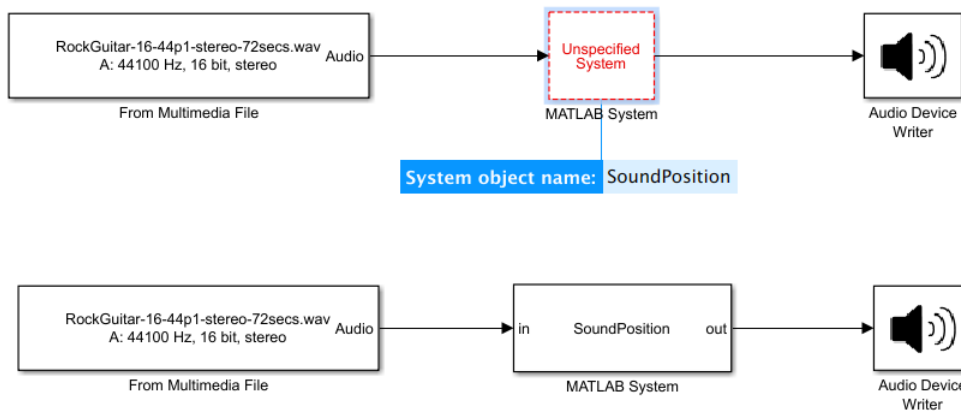 RockGuitar-16-44p1-stereo-72secs.wav
A: 44100 Hz, 16 bit, stereo
Audio
From Multimedia File
Unspecified
System
MATLAB System
System object name: SoundPosition
Audio Device
Writer
RockGuitar-16-44p1-stereo-72secs.wav
A: 44100 Hz, 16 bit, stereo
Audio
From Multimedia File
in SoundPosition out
MATLAB System
Audio Device
Writer